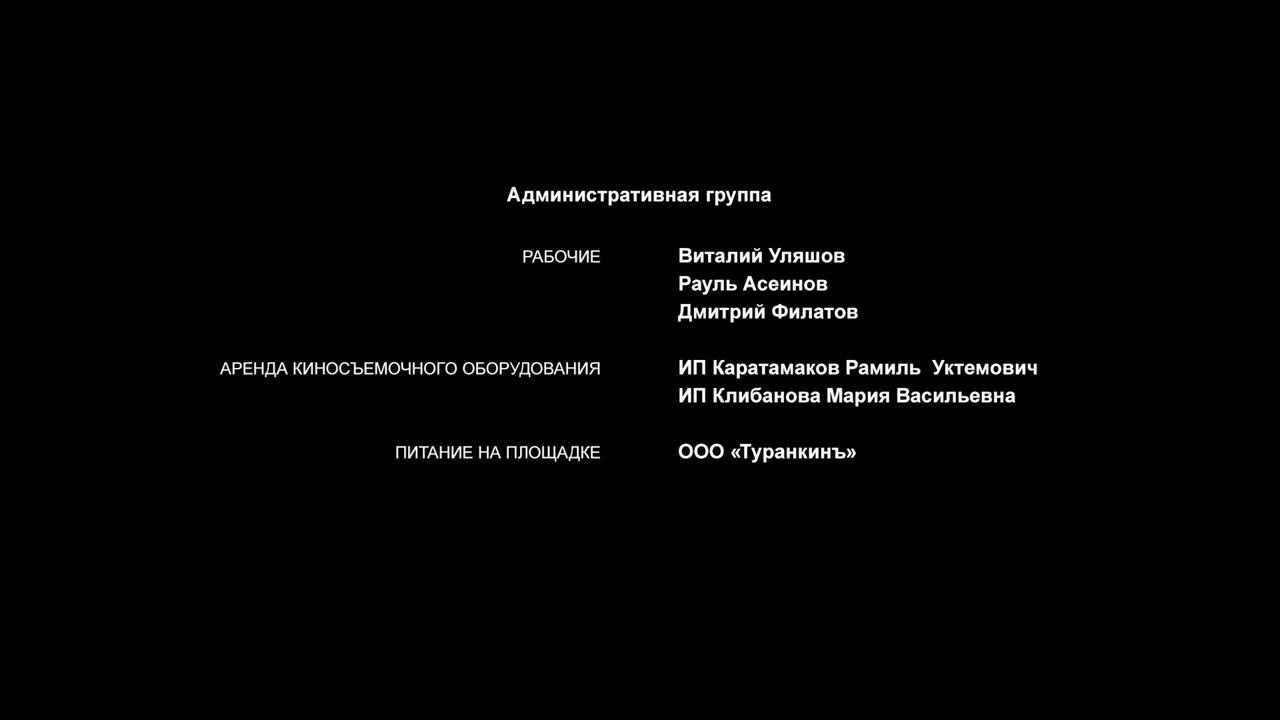 Административная группа
РАБОЧИЕ Виталий Уляшов
Рауль Асеинов
Дмитрий Филатов
АРЕНДА КИНОСЪЕМОЧНОГО ОБОРУДОВАНИЯ ИП Каратамаков Рамиль  Уктемович
ИП Клибанова Мария Васильевна
ПИТАНИЕ НА ПЛОЩАДКЕ ООО «Туранкинъ»